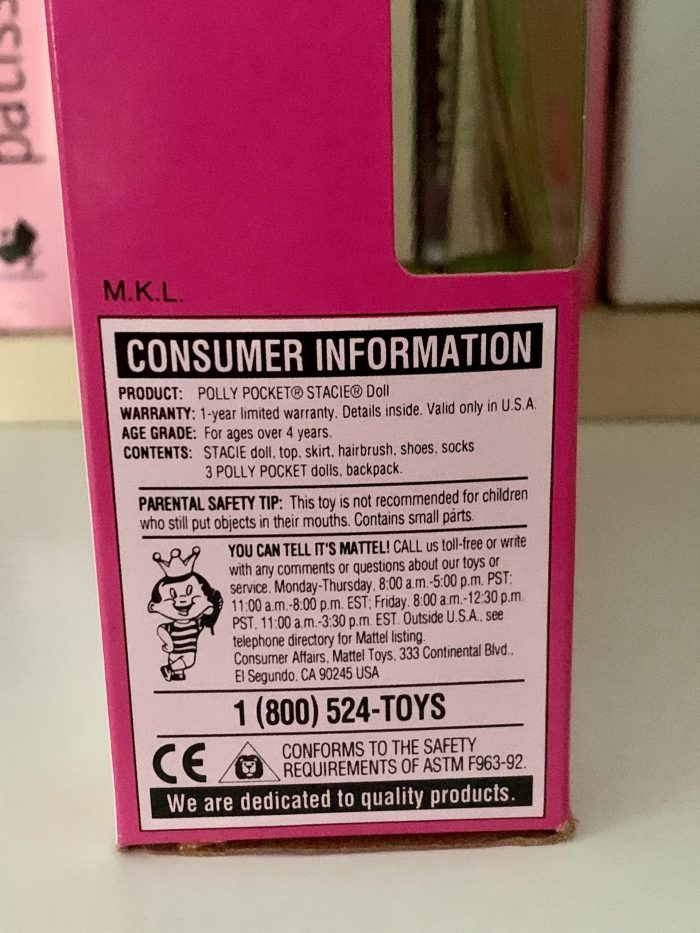 patiss
M.K.L.
CONSUMER INFORMATION
PRODUCT: POLLY POCKET® STACIE® Doll
WARRANTY: 1-year limited warranty. Details inside. Valid only in U.S.A.
AGE GRADE: For ages over 4 years.
CONTENTS: STACIE doll, top, skirt, hairbrush, shoes, socks
3 POLLY POCKET dolls, backpack.
PARENTAL SAFETY TIP: This toy is not recommended for children
who still put objects in their mouths. Contains small parts.
YOU CAN TELL IT'S MATTEL! CALL us toll-free or write
with any comments or questions about our toys or
service. Monday-Thursday, 8:00 a.m.-5:00 p.m. PST;
11:00 a.m.-8:00 p.m. EST; Friday, 8:00 a.m.-12:30 p.m.
PST, 11:00 a.m.-3:30 p.m. EST. Outside U.S.A., see
telephone directory for Mattel listing.
Consumer Affairs, Mattel Toys, 333 Continental Blvd.,
El Segundo, CA 90245 USA
1 (800) 524-TOYS
CE
CONFORMS TO THE SAFETY
REQUIREMENTS OF ASTM F963-92.
We are dedicated to quality products.